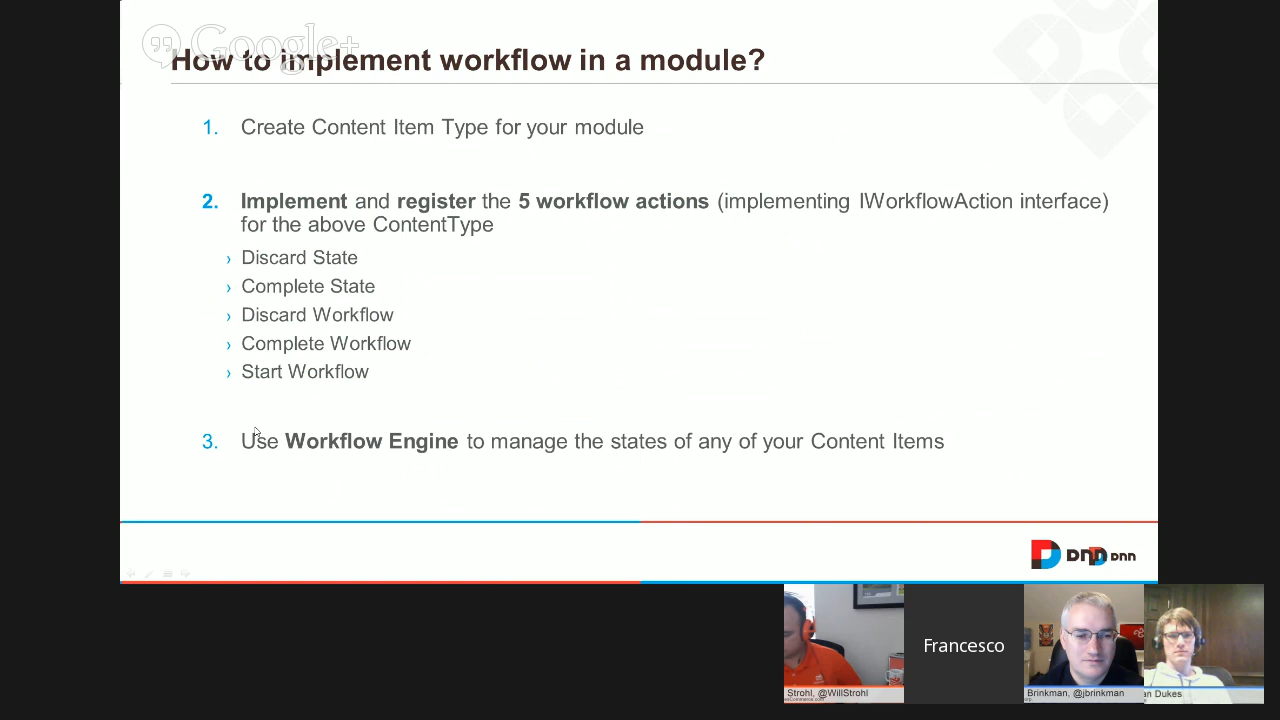 Google+
How to implement workflow in a module?
1. Create Content Item Type for your module
2. Implement and register the 5 workflow actions (implementing IWorkflowAction interface)
for the above ContentType
› Discard State
› Complete State
› Discard Workflow
› Complete Workflow
› Start Workflow
3. Use Workflow Engine to manage the states of any of your Content Items
dnn
Francesco
Strohl, @WillStrohl
Brinkman, @jbrinkman
an Dukes